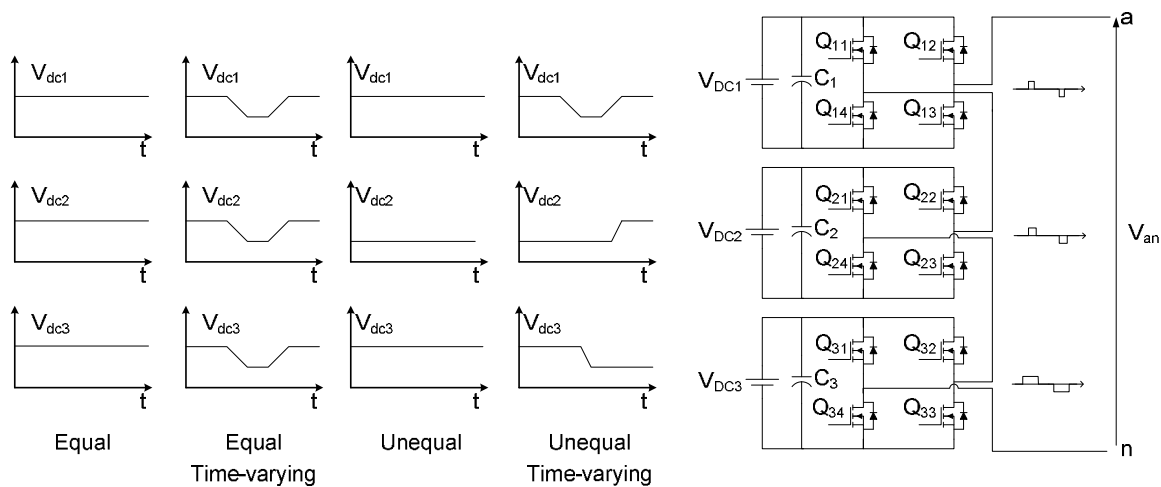 Vdc1
t
Vdc1
t
Vdc1
t
Vdc1
t
Vdc2
t
Vdc2
t
Vdc2
t
Vdc2
t
Vdc3
t
Vdc3
t
Vdc3
t
Vdc3
t
Equal
Equal
Time-varying
Unequal
Unequal
Time-varying
a
Q11
Q12
VDC1
C1
Q14
Q13
Q21
Q22
VDC2
C2
Van
Q24
Q23
Q31
Q32
VDC3
C3
Q34
Q33
n